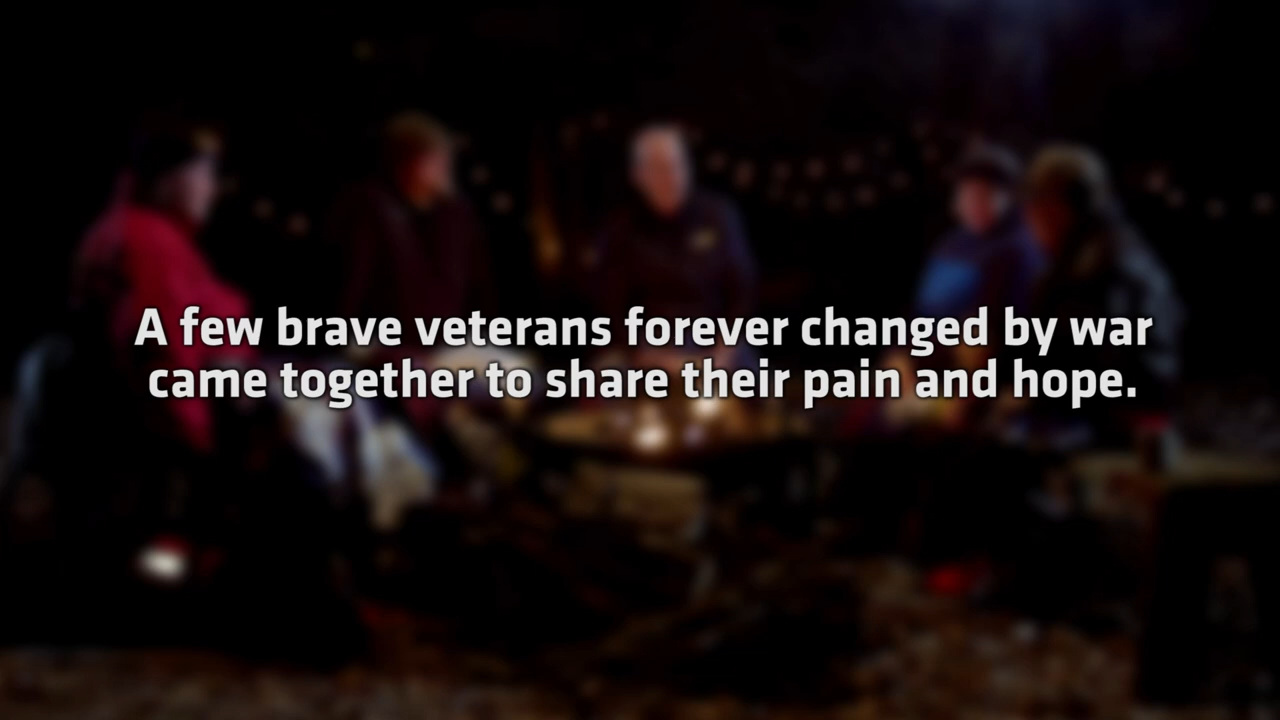 A few brave veterans forever changed by war
came together to share their pain and hope.